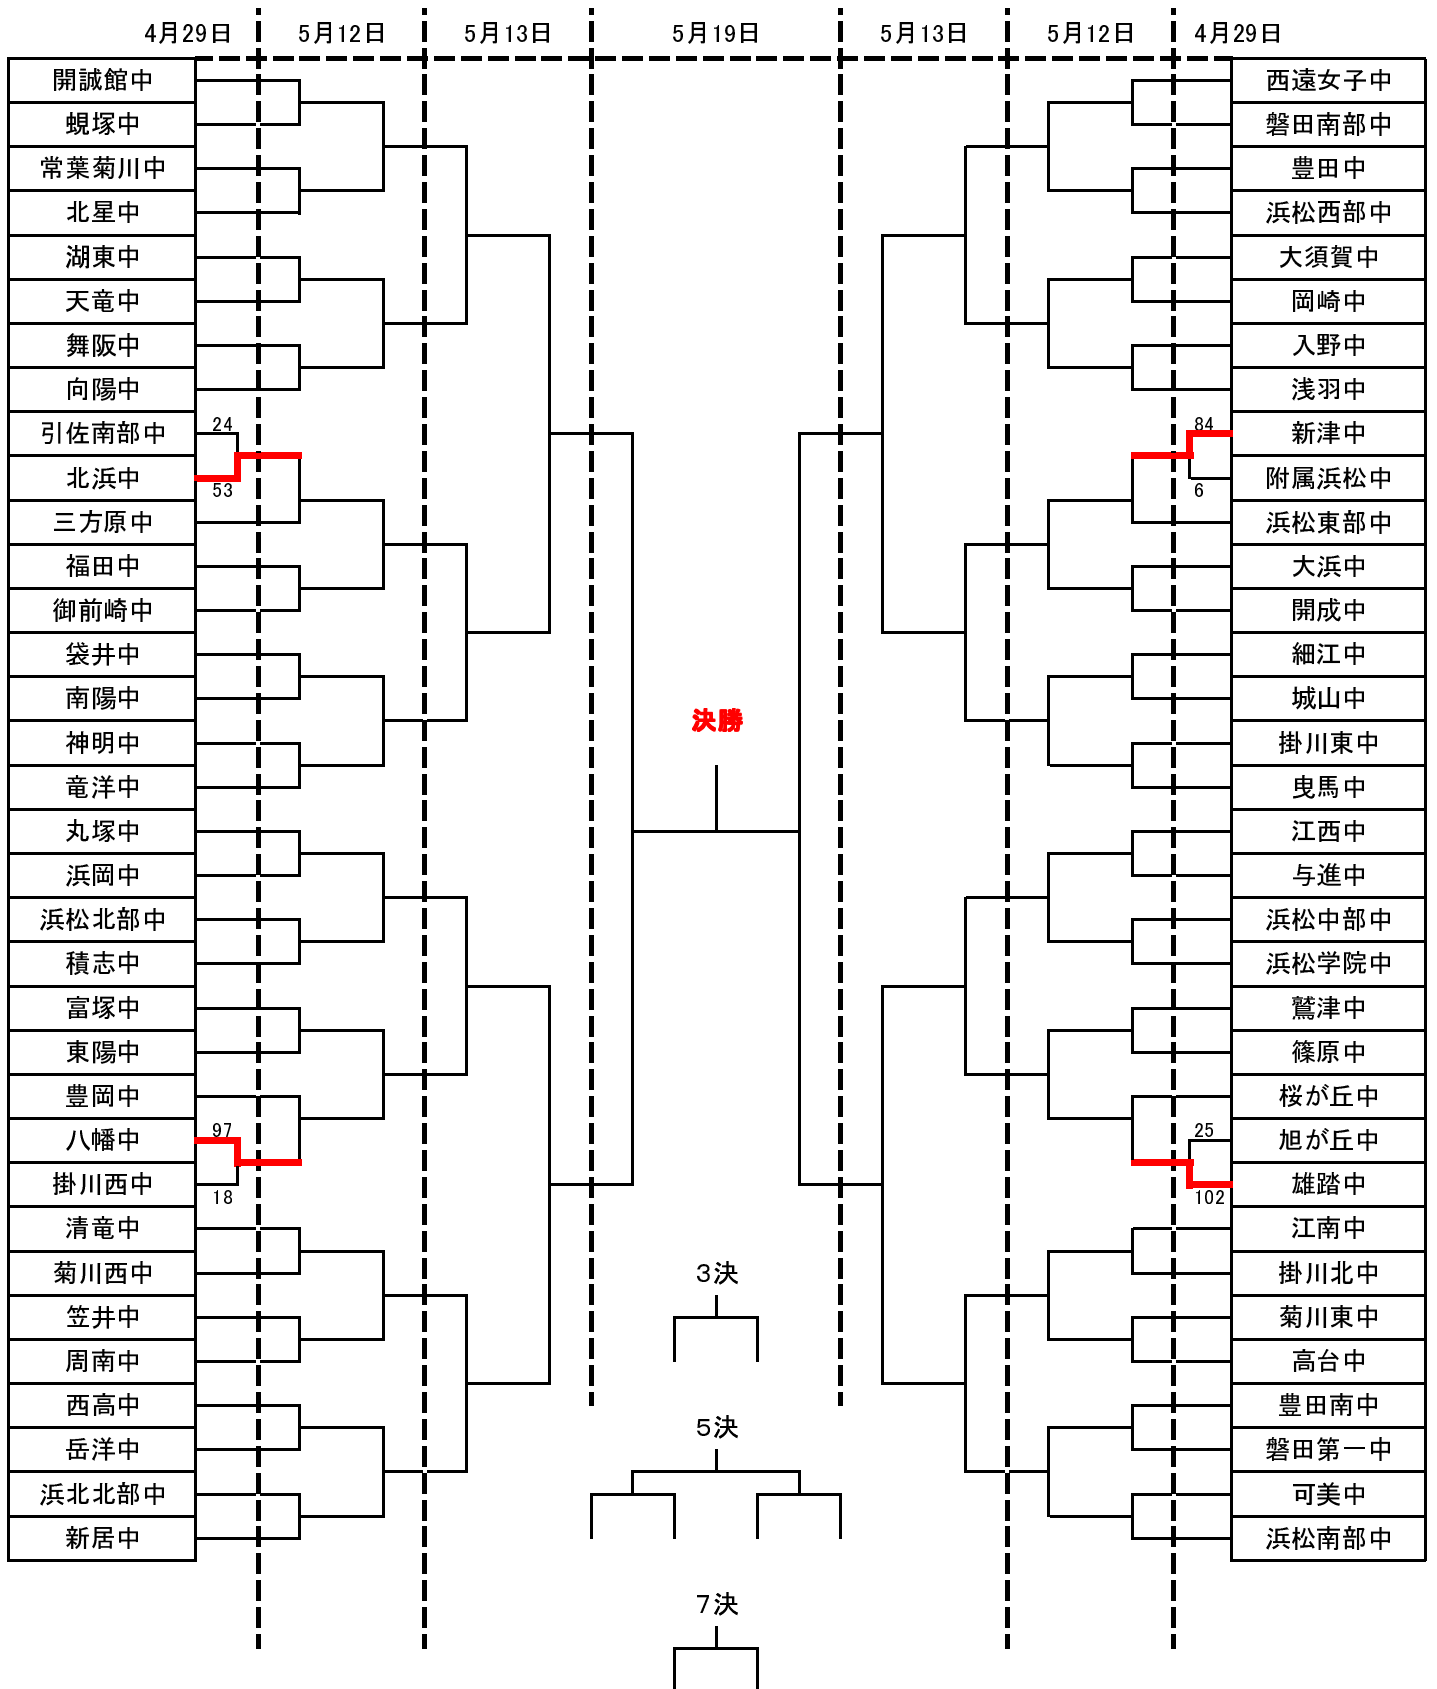 4月29日 5月12日 5月13日 5月19日 5月13日 5月12日 4月29日
開誠館中 西遠女子中
蜆塚中 磐田南部中
常葉菊川中 豊田中
北星中 浜松西部中
湖東中 大須賀中
天竜中 岡崎中
舞阪中 入野中
向陽中 浅羽中
24 84
引佐南部中 新津中
北浜中 附属浜松中
53 6
三方原中 浜松東部中
福田中 大浜中
御前崎中 開成中
袋井中 細江中
南陽中 城山中
決勝
神明中 掛川東中
竜洋中 曳馬中
丸塚中 江西中
浜岡中 与進中
浜松北部中 浜松中部中
積志中 浜松学院中
富塚中 鷲津中
東陽中 篠原中
豊岡中 桜が丘中
97 25
八幡中 旭が丘中
掛川西中 雄踏中
18 102
清竜中 江南中
菊川西中 3決 掛川北中
笠井中 菊川東中
周南中 高台中
西高中 豊田南中
5決
岳洋中 磐田第一中
浜北北部中 可美中
新居中 浜松南部中
7決